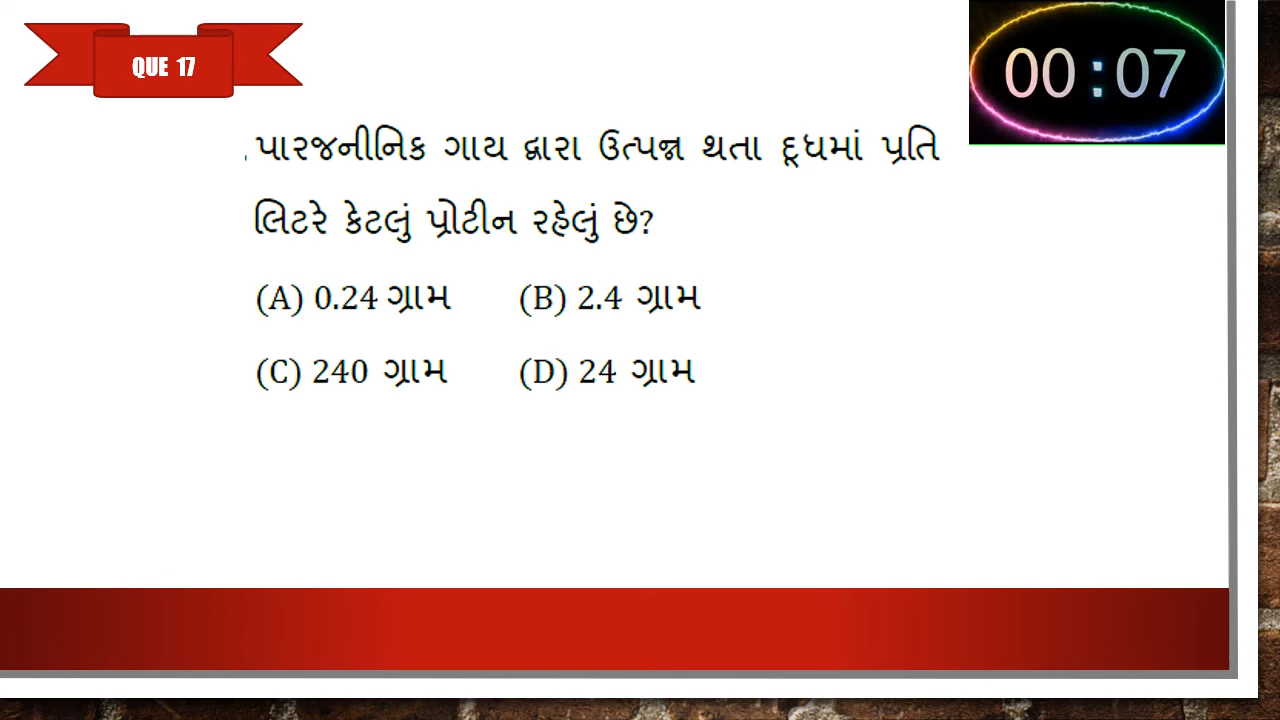 QUE 17
00:07
પારજનીનિક ગાય દ્વારા ઉત્પન્ન થતા દૂધમાં પ્રતિ
લિટરે કેટલું પ્રોટીન રહેલું છે?
(A) 0.24 ગ્રામ (B) 2.4 ગ્રામ
(C) 240 ગ્રામ (D) 24 ગ્રામ